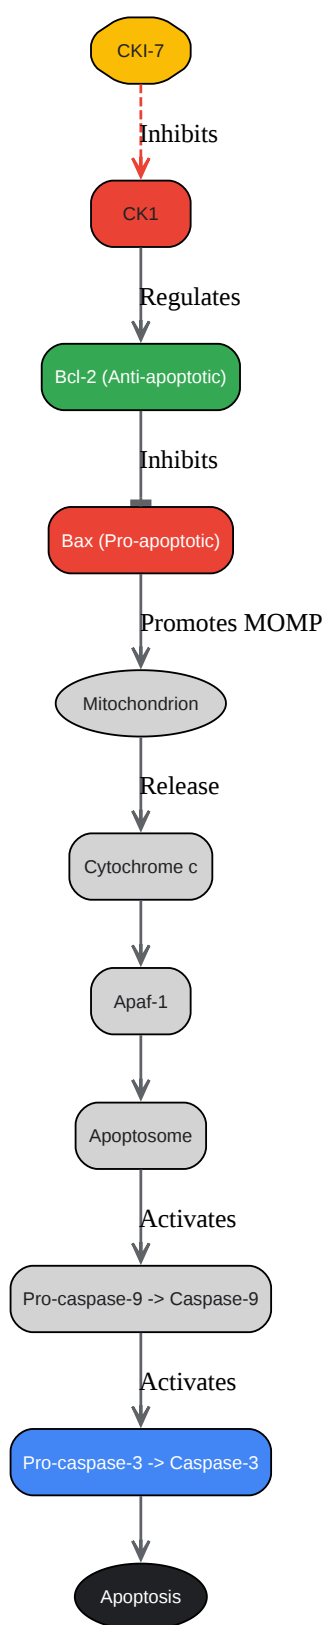 CKI-7
Inhibits
CK1
Regulates
Bcl-2 (Anti-apoptotic)
Inhibits
Bax (Pro-apoptotic)
Promotes MOMP
Mitochondrion
Release
Cytochrome c
Apaf-1
Apoptosome
Activates
Pro-caspase-9 -> Caspase-9
Activates
Pro-caspase-3 -> Caspase-3
Apoptosis